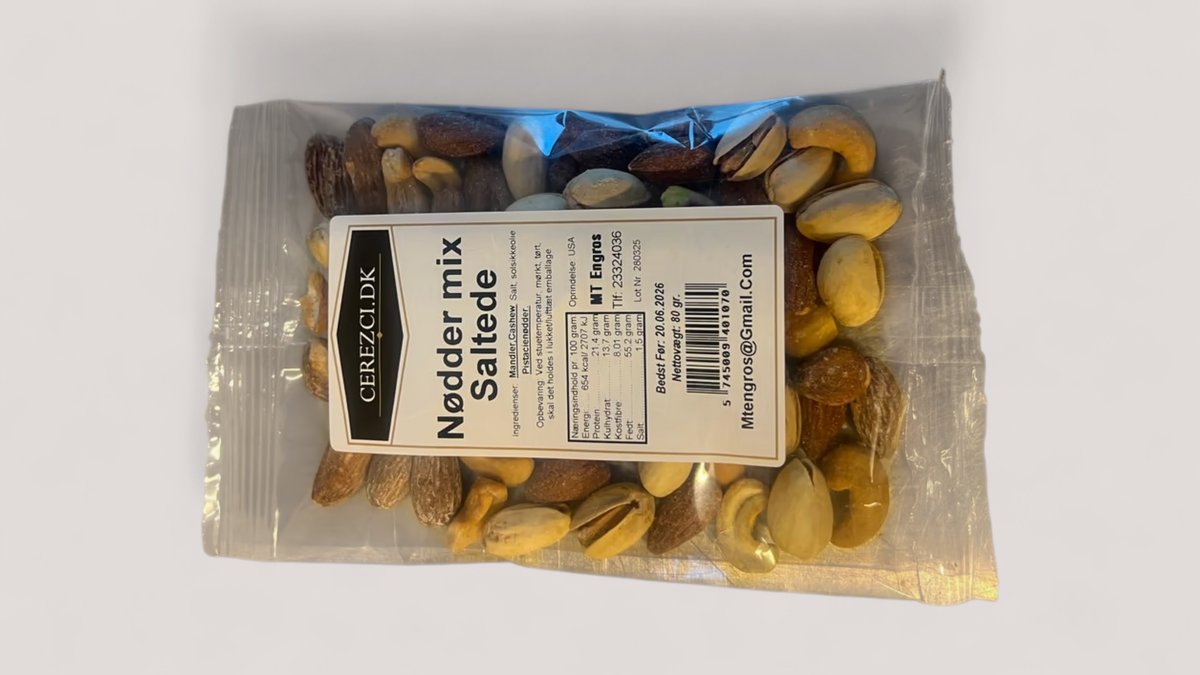 CEREZCI.DK
Nødder mix
Saltede
Ingredienser: Mandler,Cashew Salt, solsikkeolie
Pistacienødder.
Opbevaring: Ved stuetemperatur, mørkt, tørt,
skal det holdes i lukket/lufttæt emballage
Næringsindhold pr 100 gram
Energi:.... 654 kcal/ 2707 kJ
Protein.......... 21.4 gram
Kulhydrat.......... 13.7 gram
Kostfibre.......... 8.01 gram
Fedt:.......... 55.2 gram
Salt.......... 1.5 gram
Oprindelse: USA
MT Engros
Tlf: 23324036
Lot Nr. 280325
Bedst Før: 20.06.2026
Nettovægt: 80 gr.
5 745009 401070
Mtengros@Gmail.Com